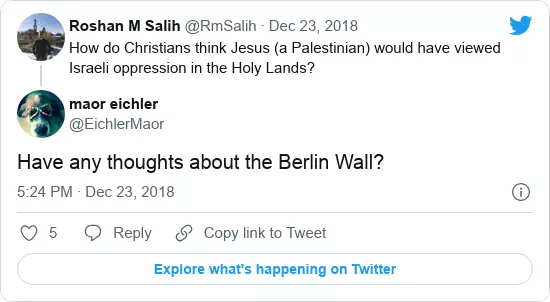 Roshan M Salih @RmSalih · Dec 23, 2018
How do Christians think Jesus (a Palestinian) would have viewed
Israeli oppression in the Holy Lands?
maor eichler
@EichlerMaor
Have any thoughts about the Berlin Wall?
5:24 PM · Dec 23, 2018
5 Reply Copy link to Tweet
Explore what's happening on Twitter